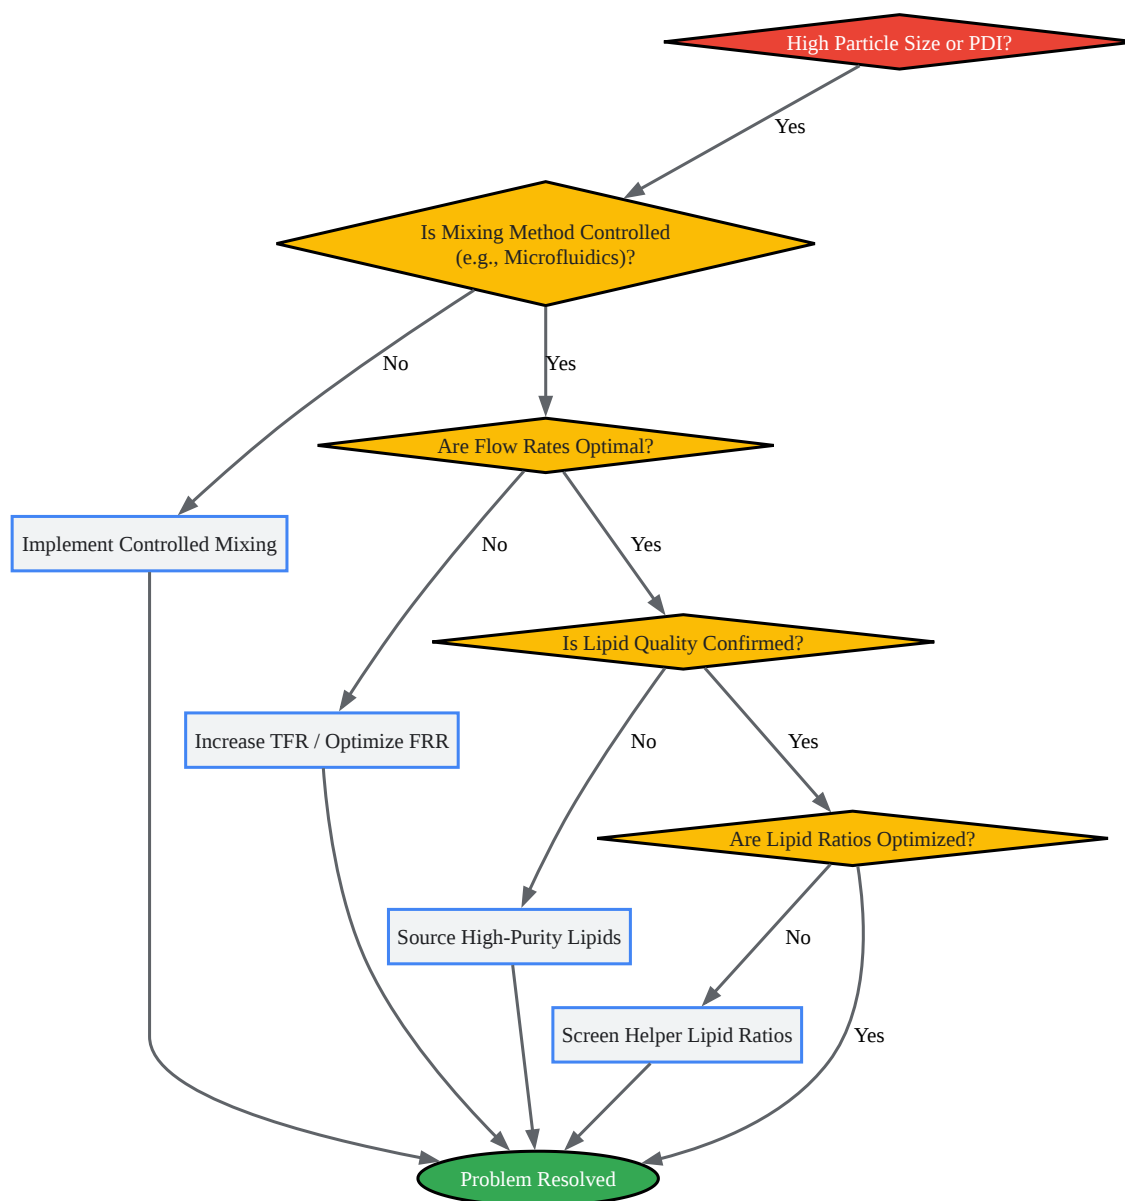 High Particle Size or PDI?
Yes
Is Mixing Method Controlled
(e.g., Microfluidics)?
No
Yes
Are Flow Rates Optimal?
Implement Controlled Mixing
No
Yes
Is Lipid Quality Confirmed?
Increase TFR / Optimize FRR
No
Yes
Are Lipid Ratios Optimized?
Source High-Purity Lipids
No
Screen Helper Lipid Ratios
Yes
Problem Resolved